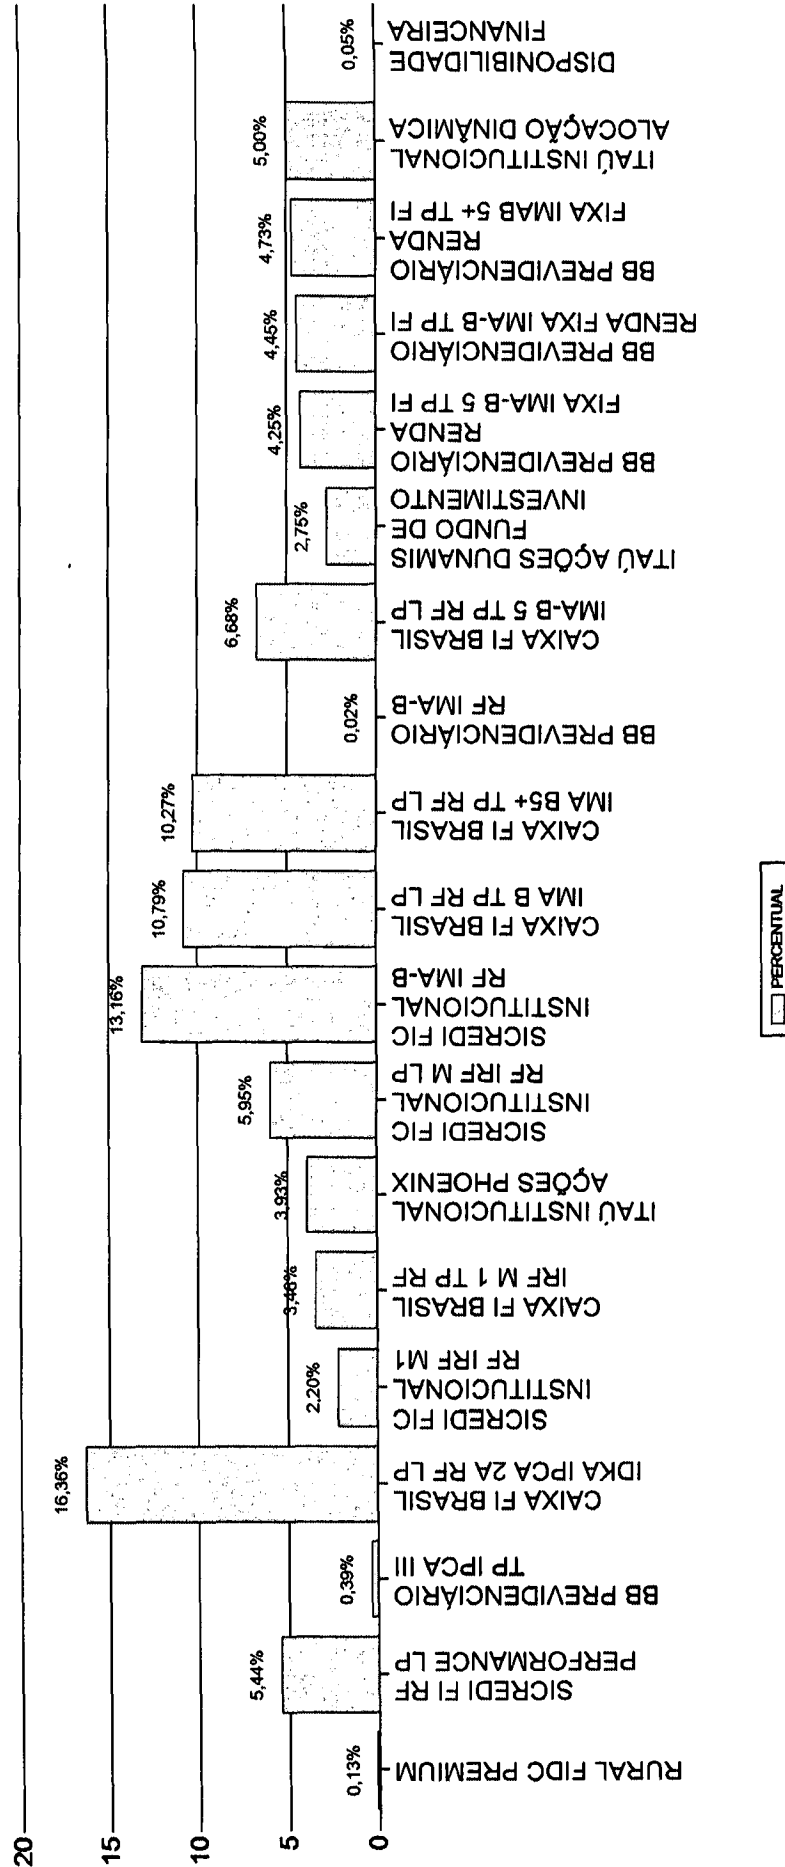 20
15
10
5
0
0,13%
5,44%
0,39%
16,36%
2,20%
3,46%
3,93%
5,95%
13,16%
10,79%
10,27%
0,02%
6,68%
2,75%
4,25%
4,45%
4,73%
5,00%
0,05%
RURAL FIDC PREMIUM
SICREDI FI RF
PERFORMANCE LP
BB PREVIDENCIÁRIO
TP IPCA III
CAIXA FI BRASIL
IDKA IPCA 2A RF LP
SICREDI FIC
INSTITUCIONAL
RF IRF M1
CAIXA FI BRASIL
IRF M 1 TP RF
ITAÚ INSTITUCIONAL
AÇÕES PHOENIX
SICREDI FIC
INSTITUCIONAL
RF IRF M LP
SICREDI FIC
INSTITUCIONAL
RF IMA-B
CAIXA FI BRASIL
IMA B TP RF LP
CAIXA FI BRASIL
IMA B5+ TP RF LP
BB PREVIDENCIÁRIO
RF IMA-B
CAIXA FI BRASIL
IMA-B 5 TP RF LP
ITAÚ AÇÕES DUNAMIS
FUNDO DE
INVESTIMENTO
BB PREVIDENCIÁRIO
RENDA
FIXA IMA-B 5 TP FI
BB PREVIDENCIÁRIO
RENDA FIXA IMA-B TP FI
BB PREVIDENCIÁRIO
RENDA
FIXA IMAB 5+ TP FI
ITAÚ INSTITUCIONAL
ALOCAÇÃO DINÂMICA
DISPONIBILIDADE
FINANCEIRA
PERCENTUAL